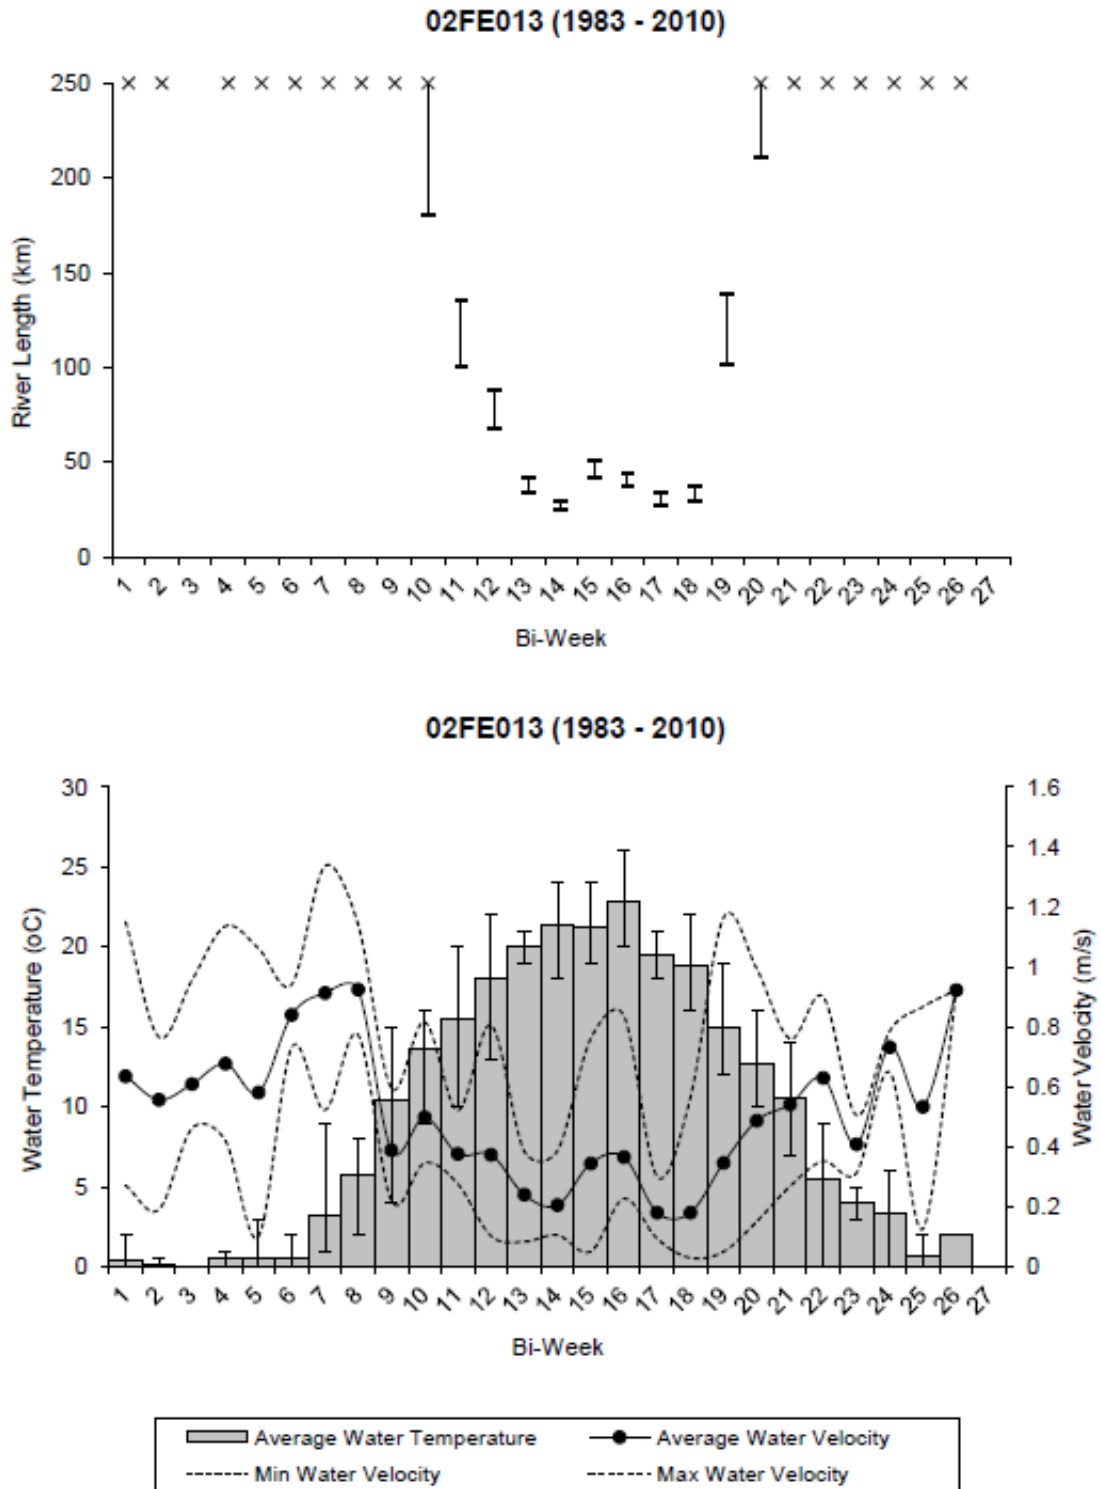 02FE013 (1983 - 2010)
250
200
150
100
50
0
River Length (km)
1 2 3 4 5 6 7 8 9 10 11 12 13 14 15 16 17 18 19 20 21 22 23 24 25 26 27
Bi-Week
02FE013 (1983 - 2010)
30
25
20
15
10
5
0
Water Temperature (oC)
1.6
1.4
1.2
1
0.8
0.6
0.4
0.2
0
Water Velocity (m/s)
1 2 3 4 5 6 7 8 9 10 11 12 13 14 15 16 17 18 19 20 21 22 23 24 25 26 27
Bi-Week
Average Water Temperature Average Water Velocity
Min Water Velocity Max Water Velocity